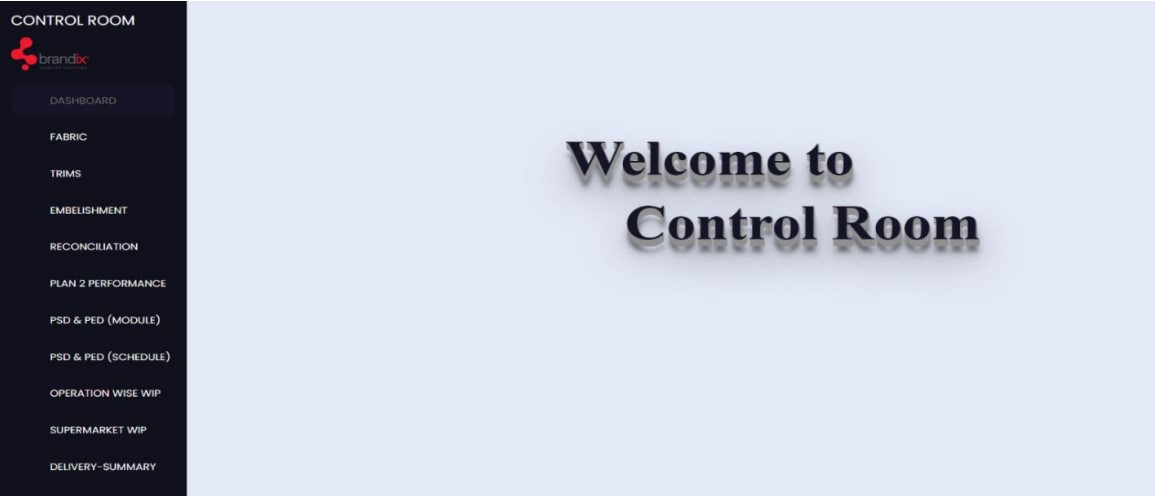 CONTROL ROOM
brandix
DASHBOARD
FABRIC
TRIMS
EMBELISHMENT
RECONCILIATION
PLAN 2 PERFORMANCE
PSD & PED (MODULE)
PSD & PED (SCHEDULE)
OPERATION WISE WIP
SUPERMARKET WIP
DELIVERY-SUMMARY
Welcome to
Control Room